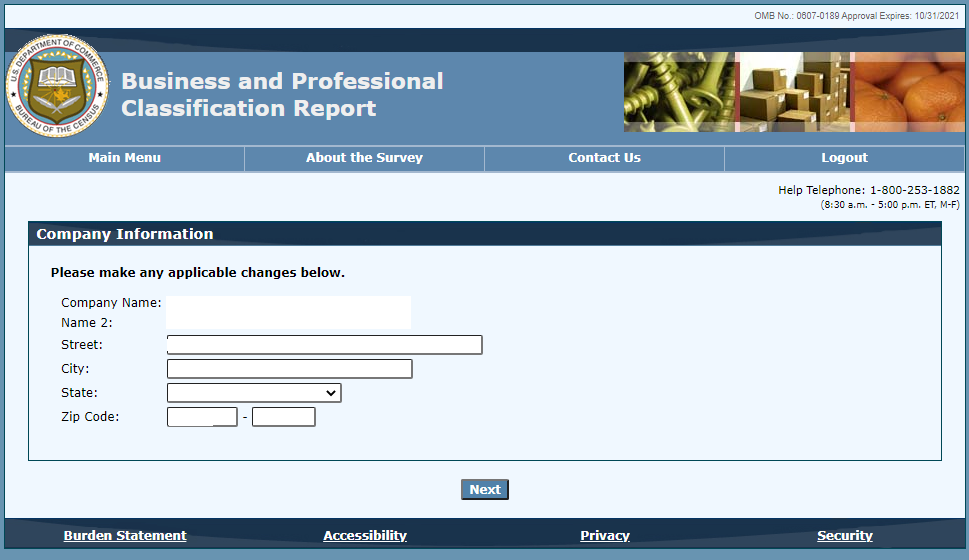 OMB No.: 0607-0189 Approval Expires: 10/31/2021
U.S. DEPARTMENT OF COMMERCE
BUREAU OF THE CENSUS
Business and Professional
Classification Report
Main Menu About the Survey Contact Us Logout
Help Telephone: 1-800-253-1882
(8:30 a.m. - 5:00 p.m. ET, M-F)
Company Information
Please make any applicable changes below.
Company Name:
Name 2:
Street:
City:
State:
Zip Code: -
Next
Burden Statement Accessibility Privacy Security